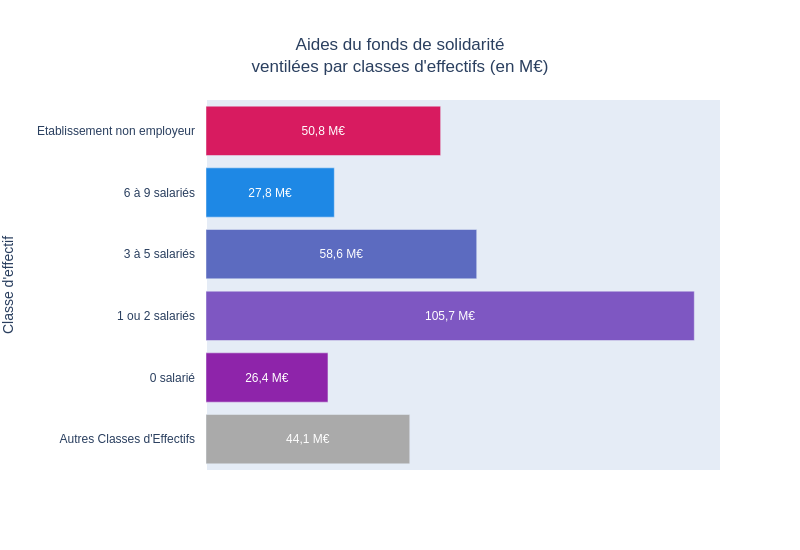 Aides du fonds de solidarité
ventilées par classes d'effectifs (en M€)
Classe d'effectif
Etablissement non employeur
50,8 M€
6 à 9 salariés
27,8 M€
3 à 5 salariés
58,6 M€
1 ou 2 salariés
105,7 M€
0 salarié
26,4 M€
Autres Classes d'Effectifs
44,1 M€